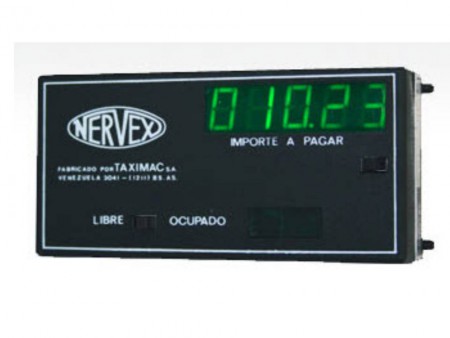 NERVEX
010.23
IMPORTE A PAGAR
FABRICADO POR TAXIMAC S.A
VENEZUELA 3041 - (1211) BS. AS.
LIBRE OCUPADO